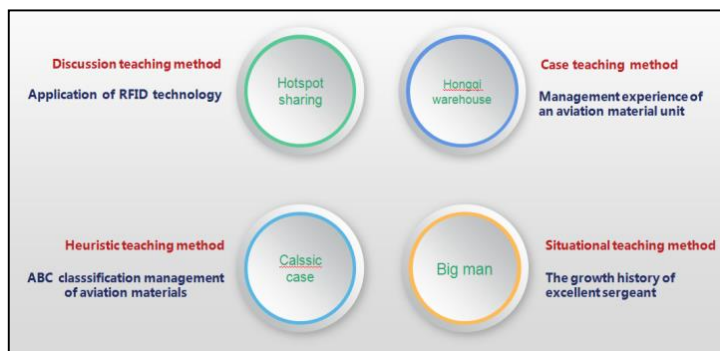 Discussion teaching method
Application of RFID technology
Hotspot
sharing
Hongqi
warehouse
Case teaching method
Management experience of
an aviation material unit
Heuristic teaching method
ABC classsification management
of aviation materials
Calssic
case
Big man
Situational teaching method
The growth history of
excellent sergeant